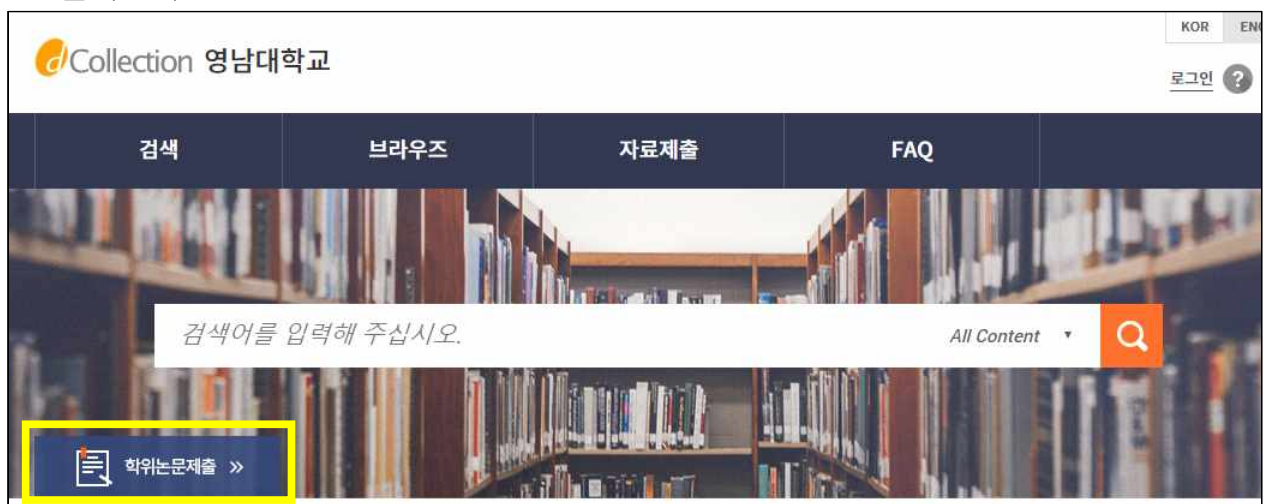 KOR ENG
dCollection 영남대학교
로그인 ?
검색 브라우즈 자료제출 FAQ
검색어를 입력해 주십시오. All Content
학위논문제출 »